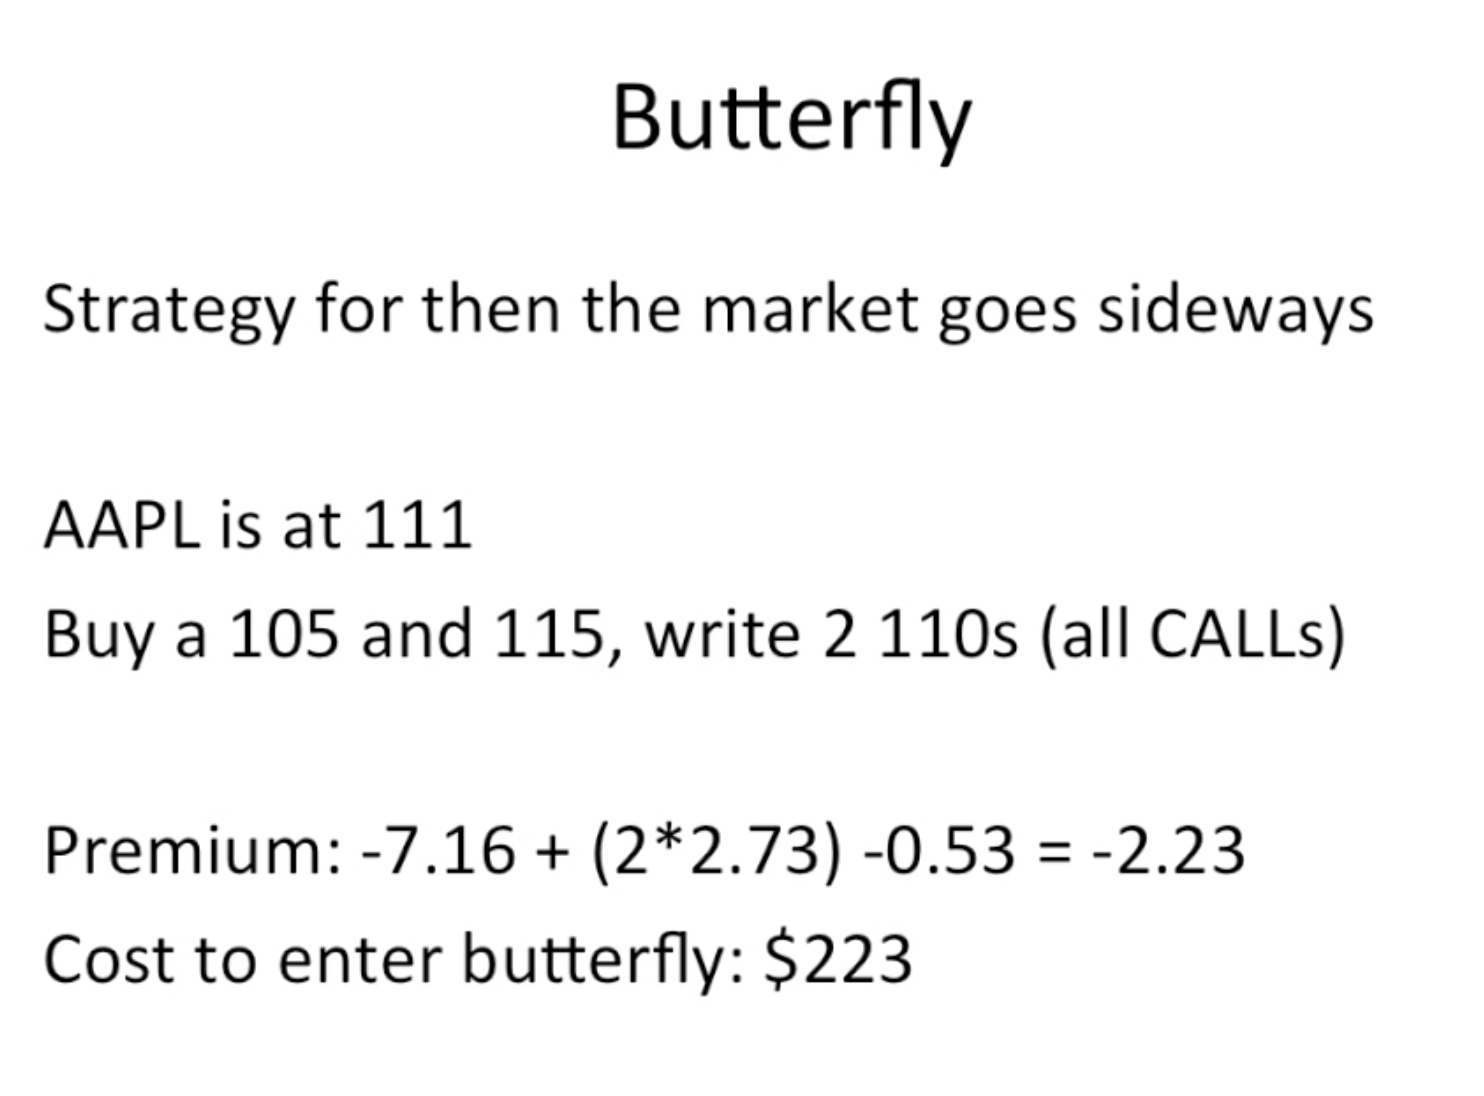 Butterfly
Strategy for then the market goes sideways
AAPL is at 111
Buy a 105 and 115, write 2 110s (all CALLs)
Premium: -7.16 + (2*2.73) -0.53 = -2.23
Cost to enter butterfly: $223